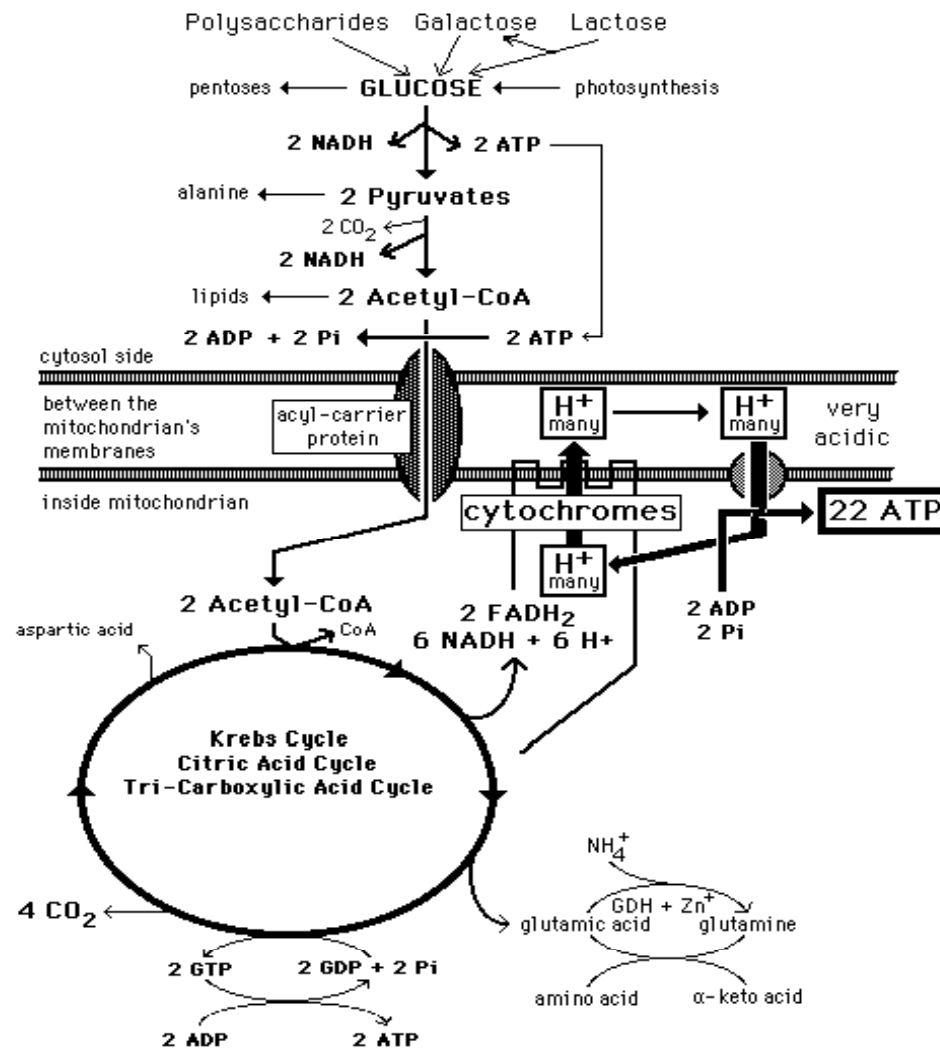 Polysaccharides Galactose Lactose
pentoses GLUCOSE photosynthesis
2 NADH 2 ATP
alanine 2 Pyruvates
2 CO2
2 NADH
lipids 2 Acetyl-CoA
2 ADP + 2 Pi 2 ATP
cytosol side
between the
mitochondrian's
membranes
acyl-carrier
protein
H+
many
H+
many
very
acidic
inside mitochondrian
cytochromes
22 ATP
H+
many
2 Acetyl-CoA
CoA
2 FADH2
6 NADH + 6 H+
2 ADP
2 Pi
aspartic acid
Krebs Cycle
Citric Acid Cycle
Tri-Carboxylic Acid Cycle
NH4+
GDH + Zn+
glutamic acid glutamine
amino acid α-keto acid
4 CO2
2 GTP 2 GDP + 2 Pi
2 ADP 2 ATP